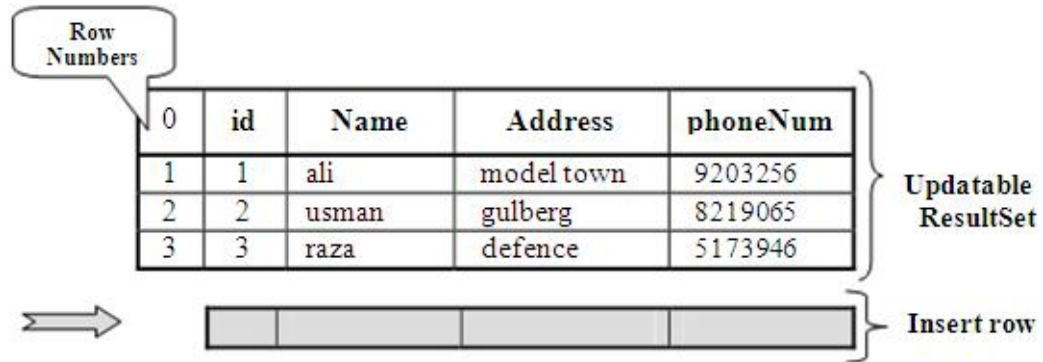 Row
Numbers
0 id Name Address phoneNum
1 1 ali model town 9203256
2 2 usman gulberg 8219065
3 3 raza defence 5173946
Updatable
ResultSet
Insert row